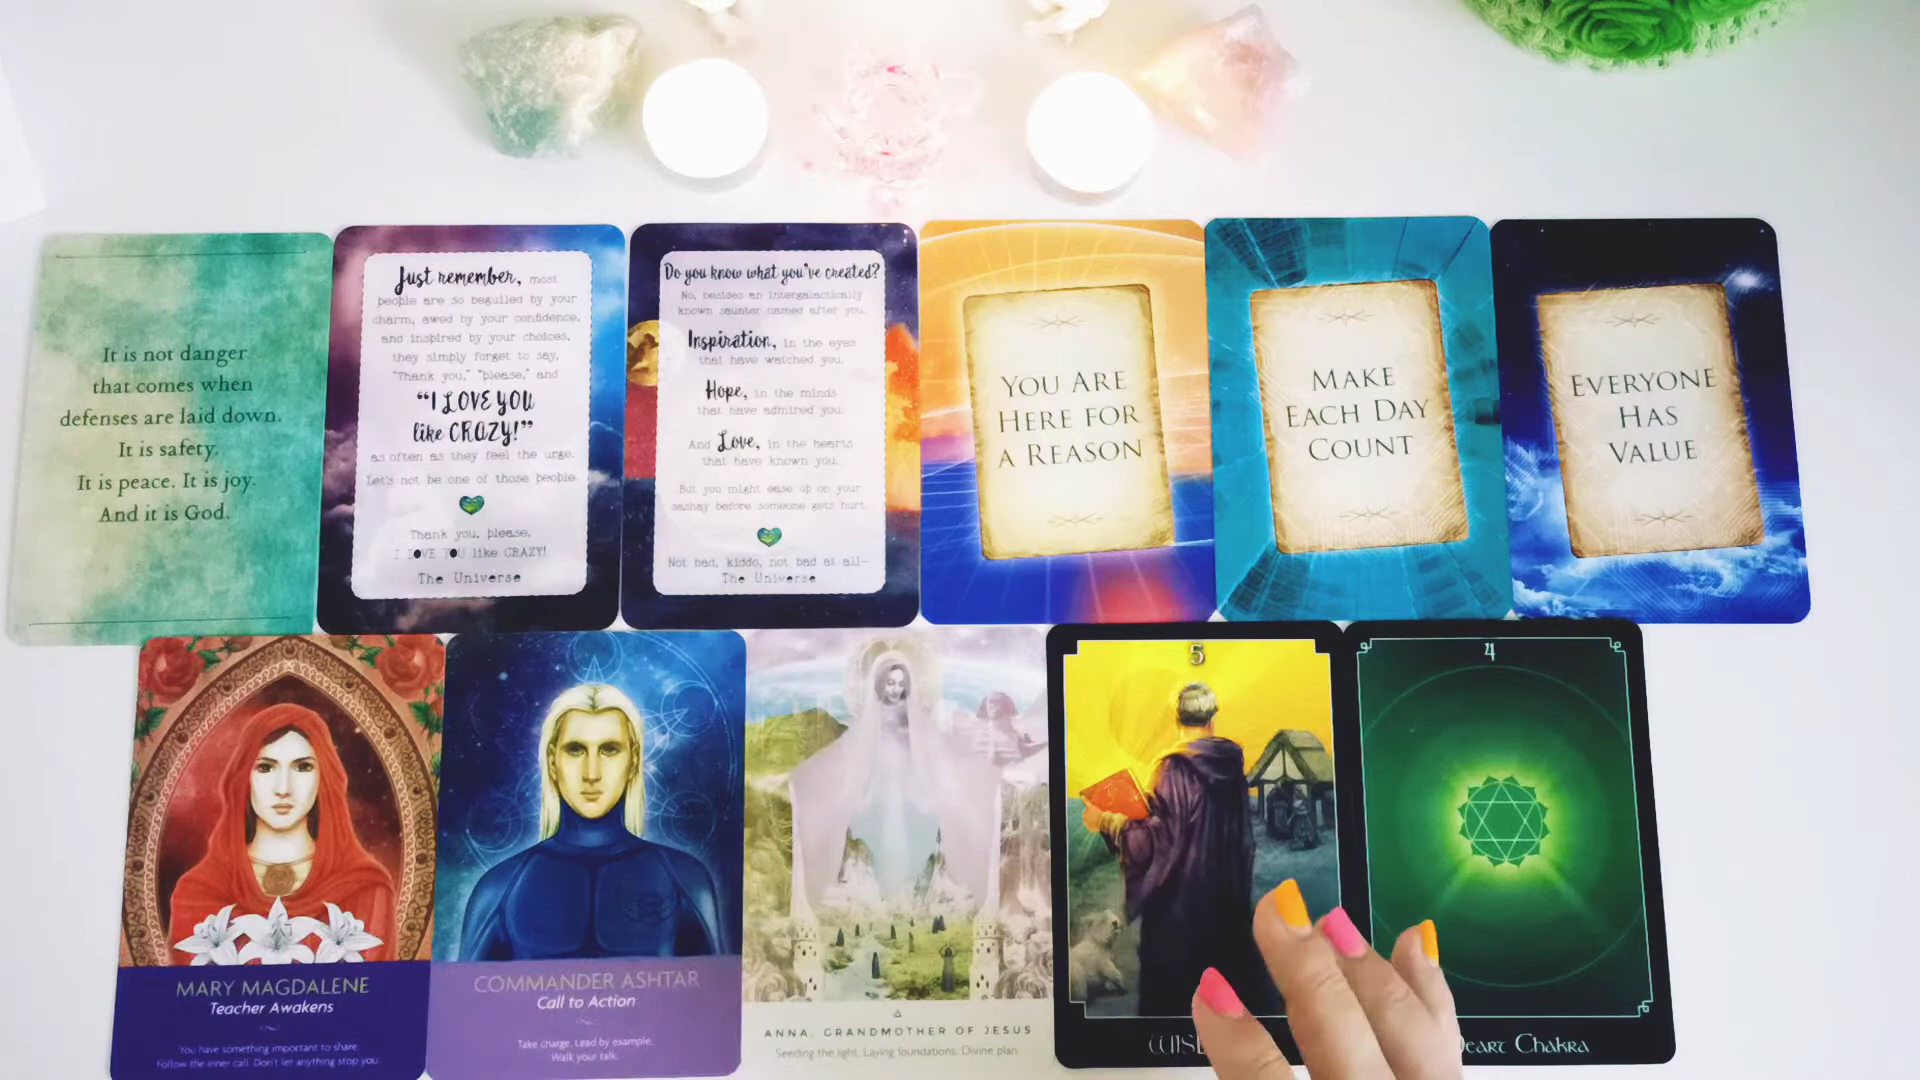 It is not danger
that comes when
defenses are laid down.
It is safety.
It is peace. It is joy.
And it is God.
Just remember, most
people are so beguiled by your
charm, awed by your confidence,
and inspired by your choices,
they simply forget to say,
"Thank you," "please," and
"I LOVE YOU
like CRAZY!"
as often as they feel the urge.
Let's not be one of those people.
Thank you, please,
I LOVE YOU like CRAZY!
The Universe
Do you know what you've created?
No, besides an intergalactically
known saunter named after you.
Inspiration, in the eyes
that have watched you.
Hope, in the minds
that have admired you.
And Love, in the hearts
that have known you.
But you might ease up on your
sashay before someone gets hurt.
Not bad, kiddo, not bad at all—
The Universe
YOU ARE
HERE FOR
A REASON
MAKE
EACH DAY
COUNT
EVERYONE
HAS
VALUE
MARY MAGDALENE
Teacher Awakens
You have something important to share.
Follow the inner call. Don't let anything stop you.
COMMANDER ASHTAR
Call to Action
Take charge. Lead by example.
Walk your talk.
ANNA, GRANDMOTHER OF JESUS
Seeding the light. Laying foundations. Divine plan.
5
4
Chakra